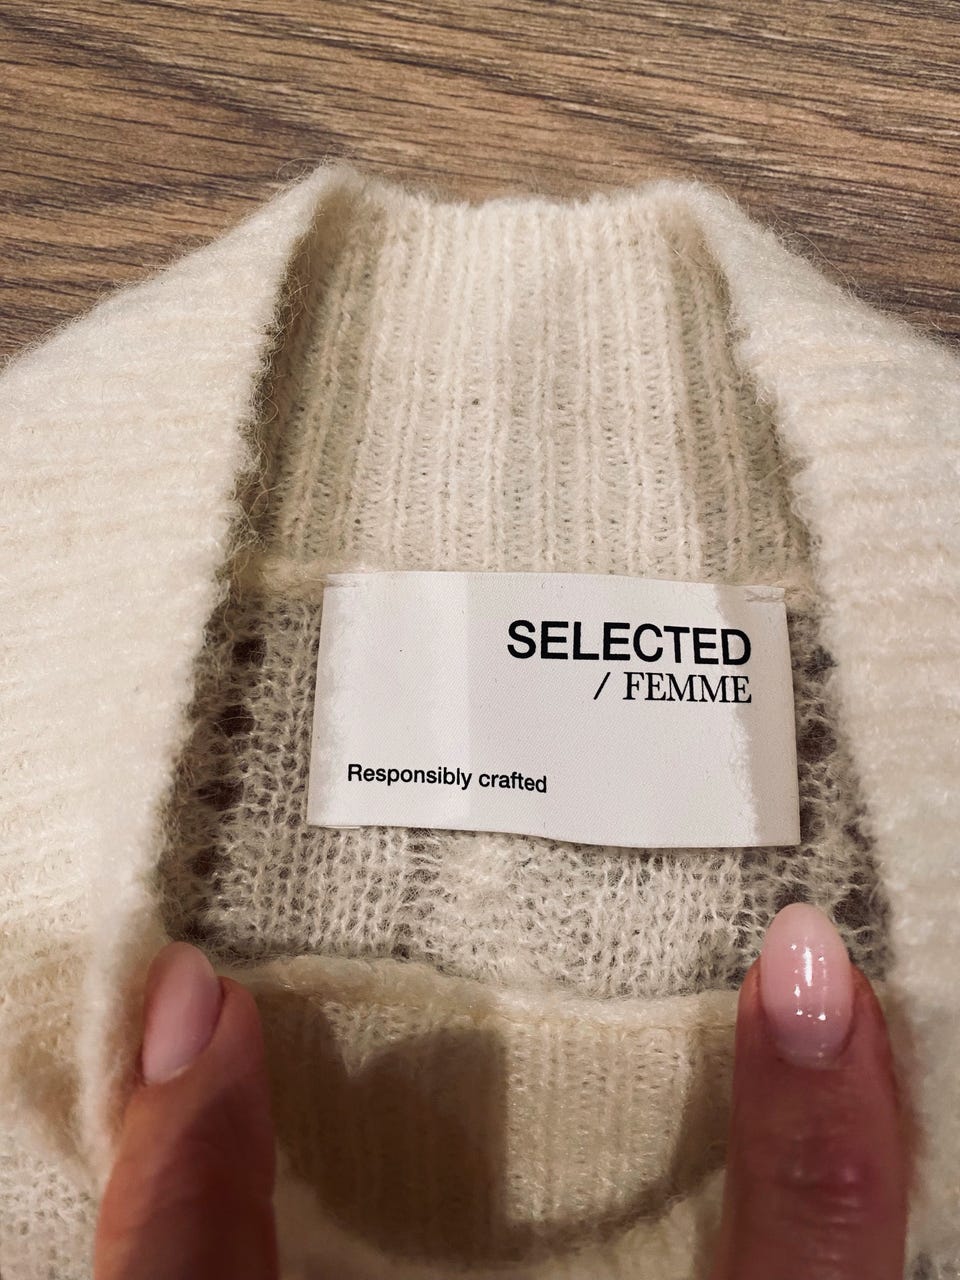 SELECTED
/ FEMME
Responsibly crafted